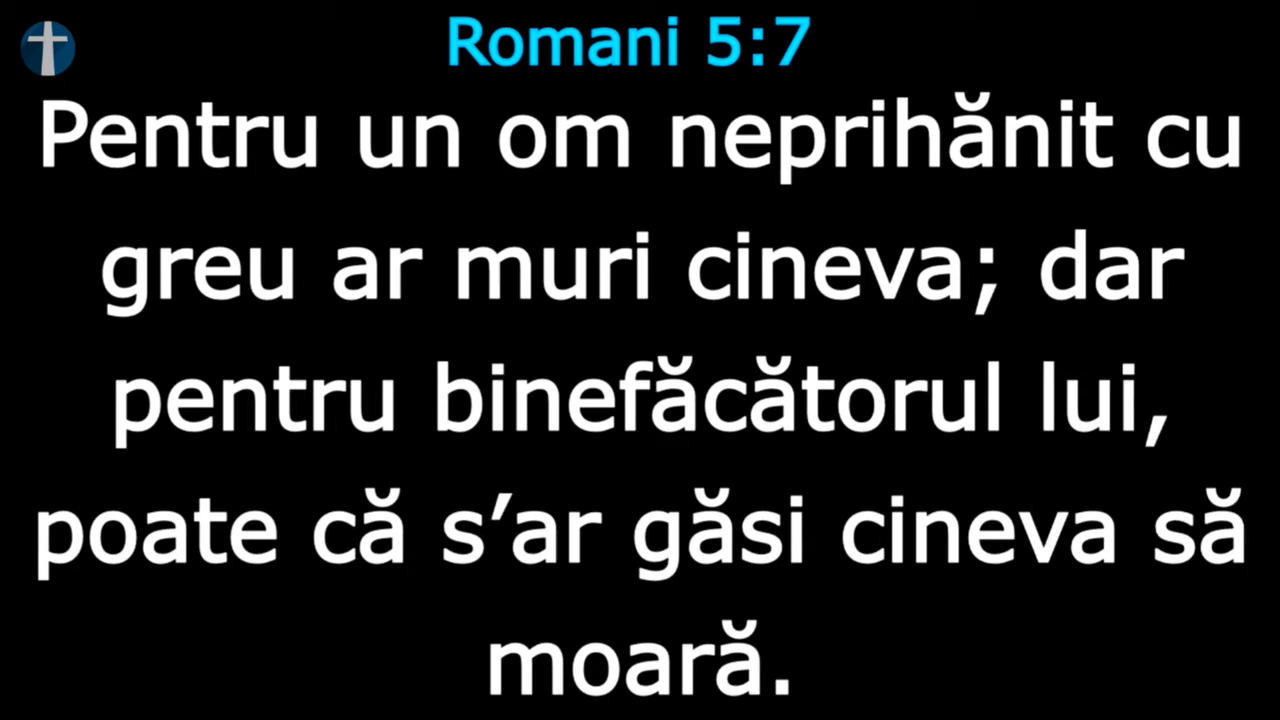 Romani 5:7
Pentru un om neprihănit cu
greu ar muri cineva; dar
pentru binefăcătorul lui,
poate că s’ar găsi cineva să
moară.